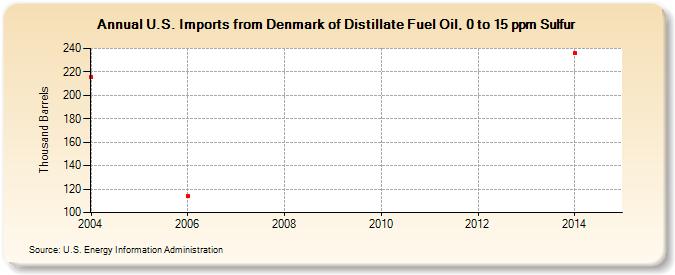 Annual U.S. Imports from Denmark of Distillate Fuel Oil, 0 to 15 ppm Sulfur
Thousand Barrels
240
220
200
180
160
140
120
100
2004 2006 2008 2010 2012 2014
Source: U.S. Energy Information Administration